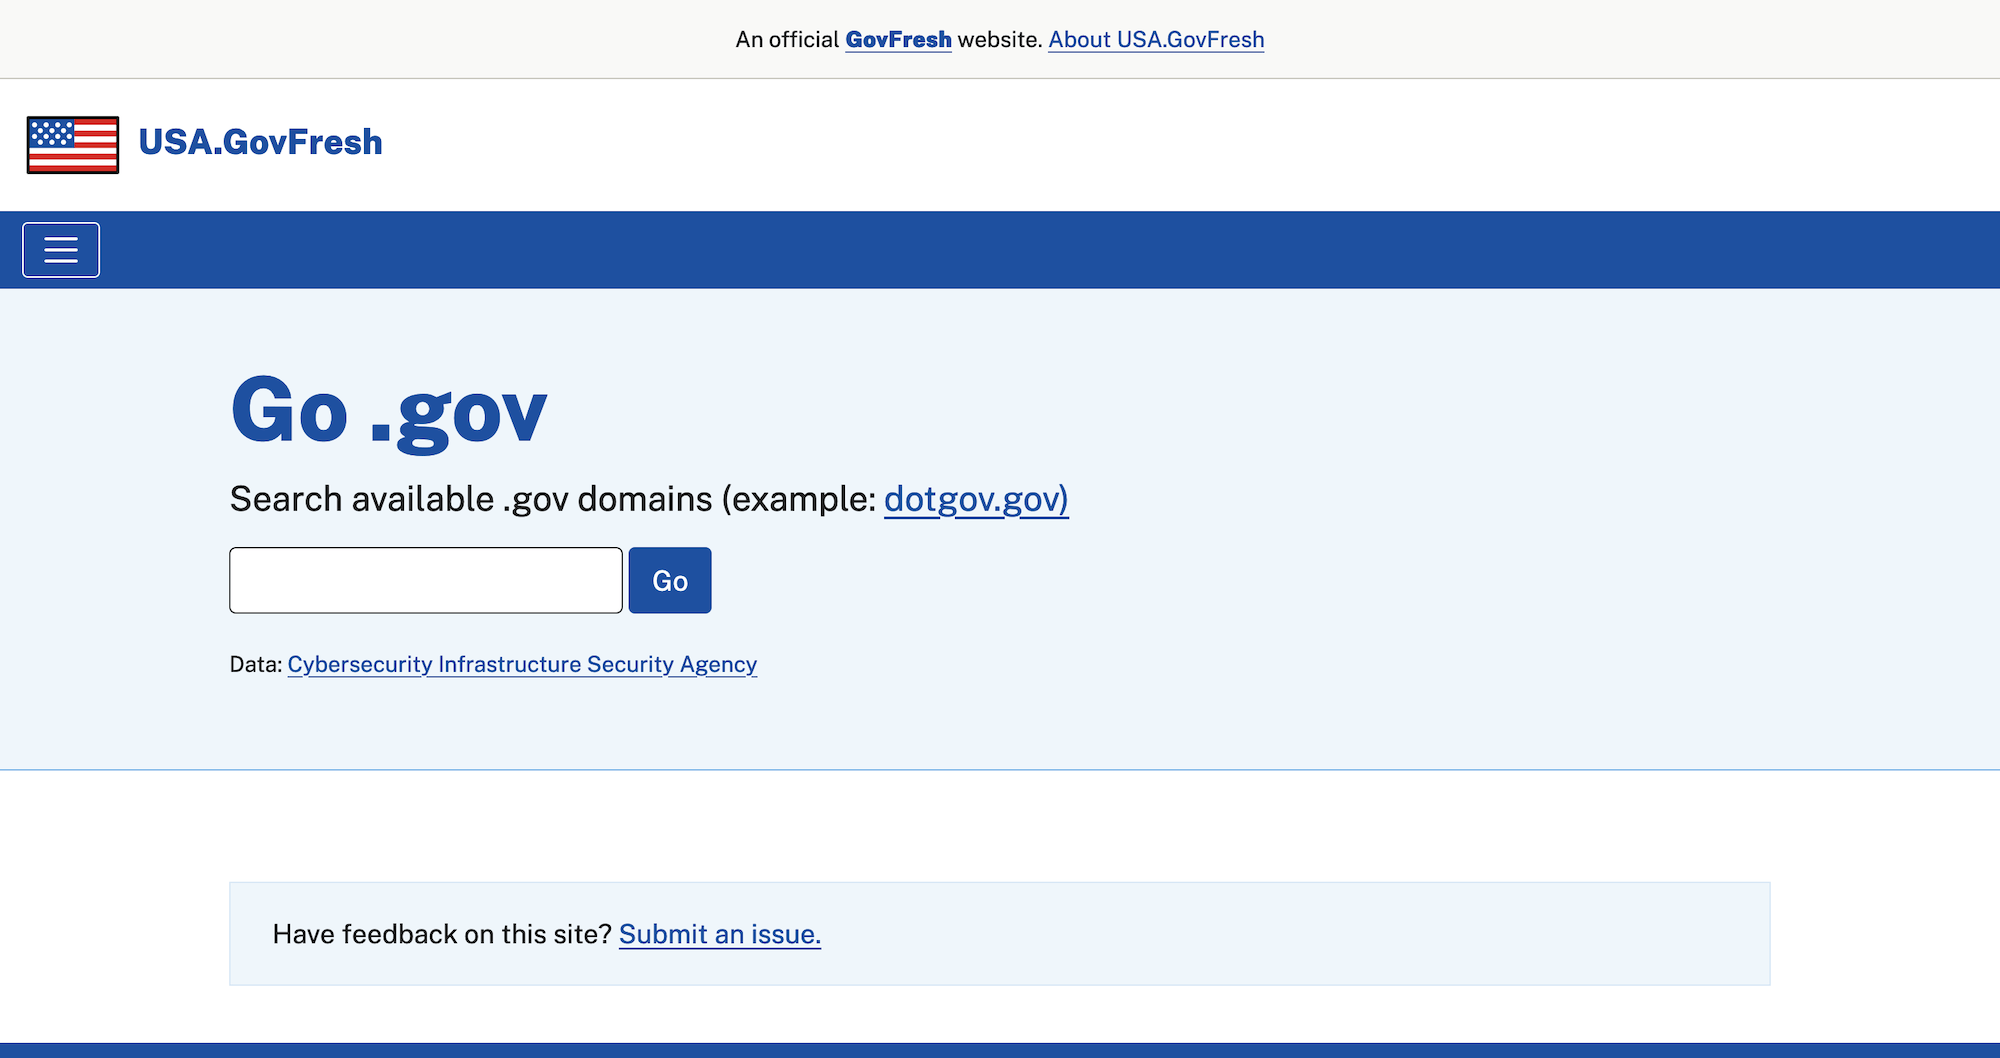 An official GovFresh website. About USA.GovFresh
USA.GovFresh
Go .gov
Search available .gov domains (example: dotgov.gov)
Go
Data: Cybersecurity Infrastructure Security Agency
Have feedback on this site? Submit an issue.